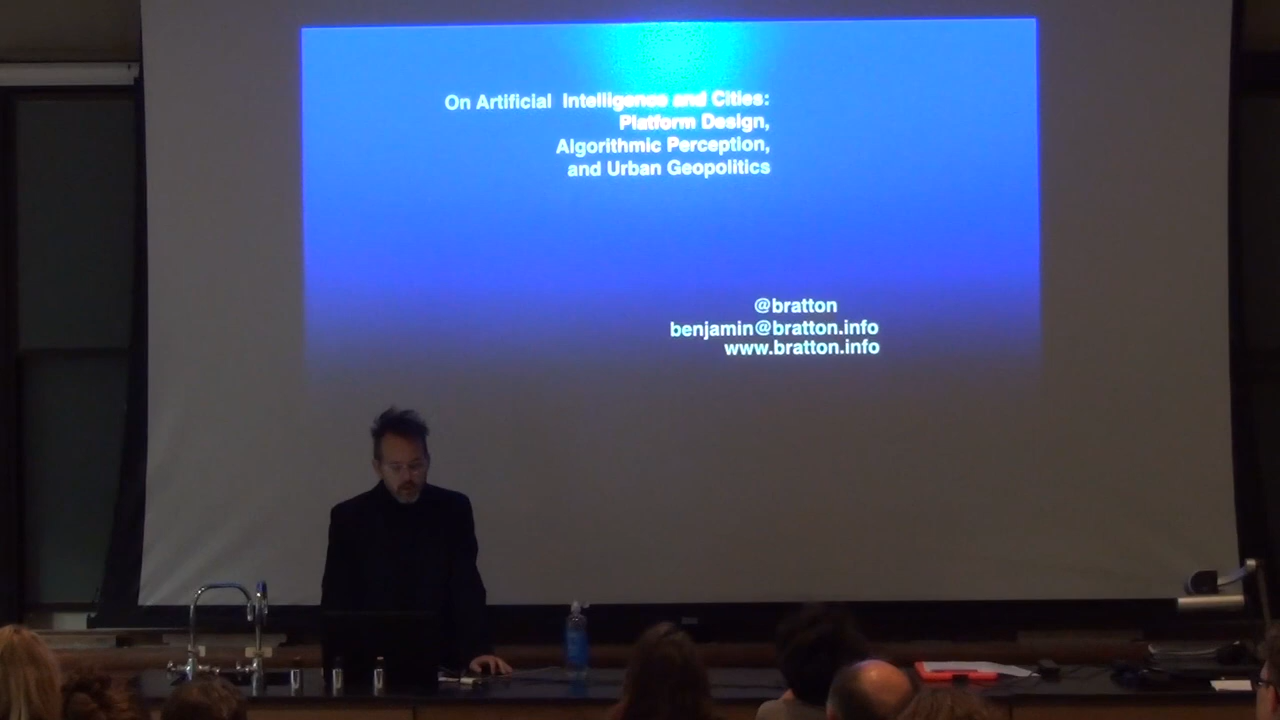 On Artificial Intelligence and Cities:
Platform Design,
Algorithmic Perception,
and Urban Geopolitics
@bratton
benjamin@bratton.info
www.bratton.info